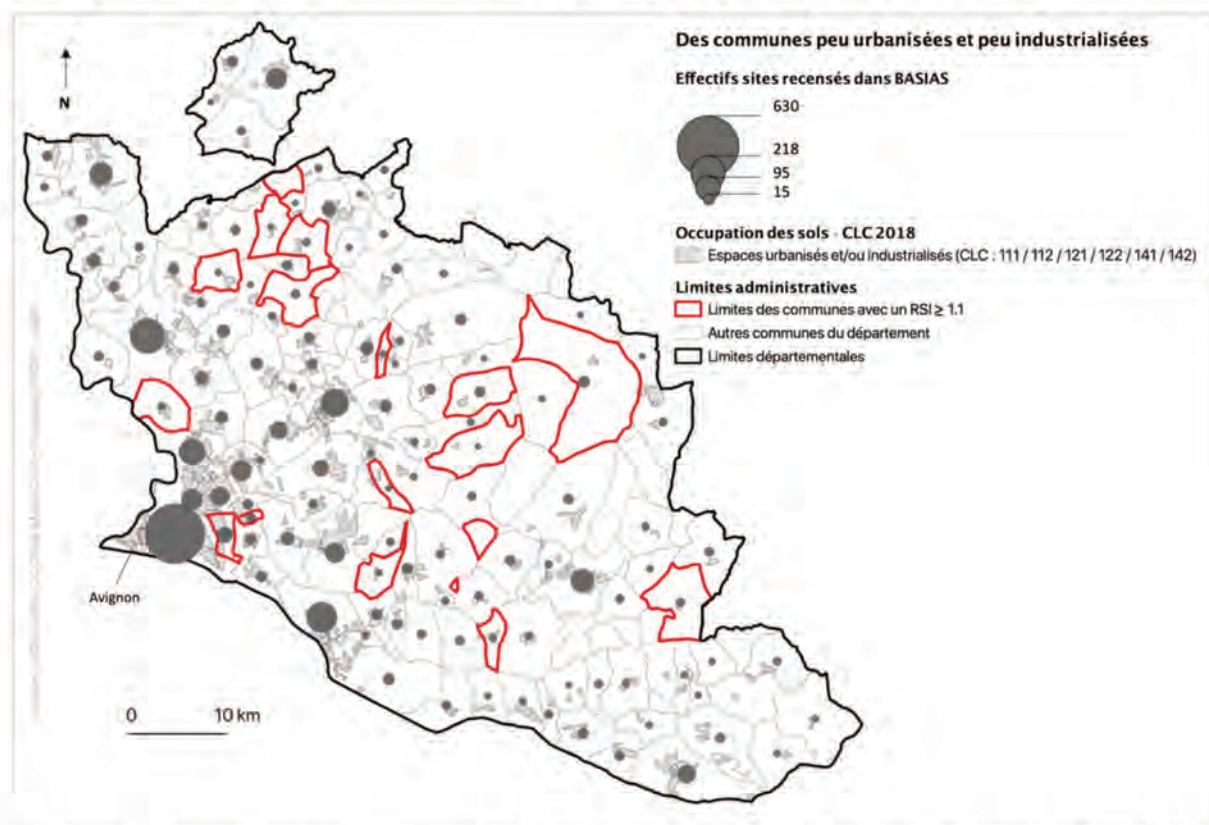 Des communes peu urbanisées et peu industrialisées
Effectifs sites recensés dans BASIAS
630
218
95
15
Occupation des sols - CLC 2018
Espaces urbanisés et/ou industrialisés (CLC : 111 / 112 / 121 / 122 / 141 / 142)
Limites administratives
Limites des communes avec un RSI ≥ 1.1
Autres communes du département
Limites départementales
N
Avignon
0 10 km